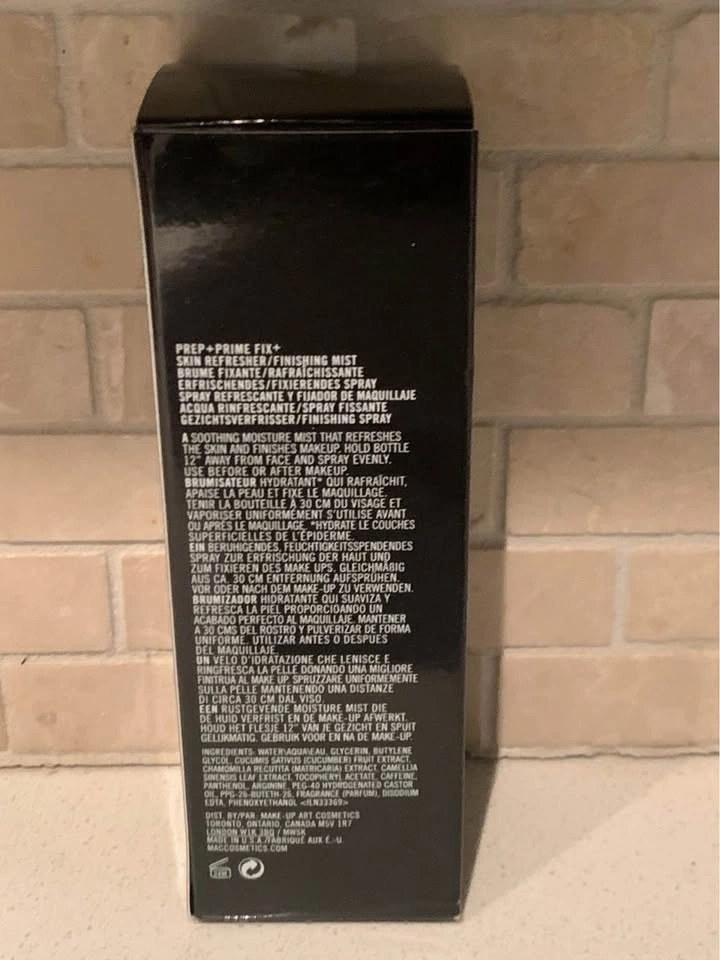 PREP+PRIME FIX+
SKIN REFRESHER/FINISHING MIST
BRUME FIXANTE/RAFRAÎCHISSANTE
ERFRISCHENDES/FIXIERENDES SPRAY
SPRAY REFRESCANTE Y FIJADOR DE MAQUILLAJE
ACQUA RINFRESCANTE/SPRAY FISSANTE
GEZICHTSVERFRISSER/FINISHING SPRAY
A SOOTHING MOISTURE MIST THAT REFRESHES
THE SKIN AND FINISHES MAKEUP. HOLD BOTTLE
12" AWAY FROM FACE AND SPRAY EVENLY.
USE BEFORE OR AFTER MAKEUP.
BRUMISATEUR HYDRATANT* QUI RAFRAÎCHIT,
APAISE LA PEAU ET FIXE LE MAQUILLAGE.
TENIR LA BOUTEILLE À 30 CM DU VISAGE ET
VAPORISER UNIFORMÉMENT S'UTILISE AVANT
OU APRÈS LE MAQUILLAGE. *HYDRATE LE COUCHES
SUPERFICIELLES DE L'ÉPIDERME.
EIN BERUHIGENDES, FEUCHTIGKEITSSPENDENDES
SPRAY ZUR ERFRISCHUNG DER HAUT UND
ZUM FIXIEREN DES MAKE UPS. GLEICHMÄßIG
AUS CA. 30 CM ENTFERNUNG AUFSPRÜHEN.
VOR ODER NACH DEM MAKE-UP ZU VERWENDEN.
BRUMIZADOR HIDRATANTE QUE SUAVIZA Y
REFRESCA LA PIEL PROPORCIOANDO UN
ACABADO PERFECTO AL MAQUILLAJE. MANTENER
A 30 CMS DEL ROSTRO Y PULVERIZAR DE FORMA
UNIFORME. UTILIZAR ANTES O DESPUÉS
DEL MAQUILLAJE.
UN VELO D'IDRATAZIONE CHE LENISCE E
RINGFRESCA LA PELLE DONANDO UNA MIGLIORE
FINITRUA AL MAKE UP. SPRUZZARE UNIFORMEMENTE
SULLA PELLE MANTENENDO UNA DISTANZE
DI CIRCA 30 CM DAL VISO.
EEN RUSTGEVENDE MOISTURE MIST DIE
DE HUID VERFRIST EN DE MAKE-UP AFWERKT.
HOUD HET FLESJE 12" VAN JE GEZICHT EN SPUIT
GELIJKMATIG. GEBRUIK VOOR EN NA DE MAKE-UP.
INGREDIENTS: WATER\AQUA\EAU, GLYCERIN, BUTYLENE
GLYCOL, CUCUMIS SATIVUS (CUCUMBER) FRUIT EXTRACT,
CHAMOMILLA RECUTITA (MATRICARIA) EXTRACT, CAMELLIA
SINENSIS LEAF EXTRACT, TOCOPHERYL ACETATE, CAFFEINE,
PANTHENOL, ARGININE, PEG-40 HYDROGENATED CASTOR
OIL, PPG-26-BUTETH-26, FRAGRANCE (PARFUM), DISODIUM
EDTA, PHENOXYETHANOL <ILN33369>
DIST. BY/PAR: MAKE-UP ART COSMETICS
TORONTO, ONTARIO, CANADA M5V 1R7
LONDON W1K 3BQ / MWSK
MADE IN U.S.A./FABRIQUÉ AUX É.-U.
MACCOSMETICS.COM
24M